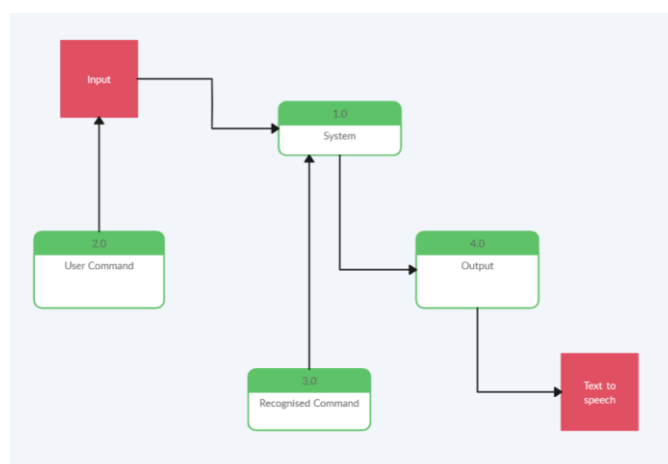 Input
1.0
System
2.0
User Command
4.0
Output
3.0
Recognised Command
Text to
speech